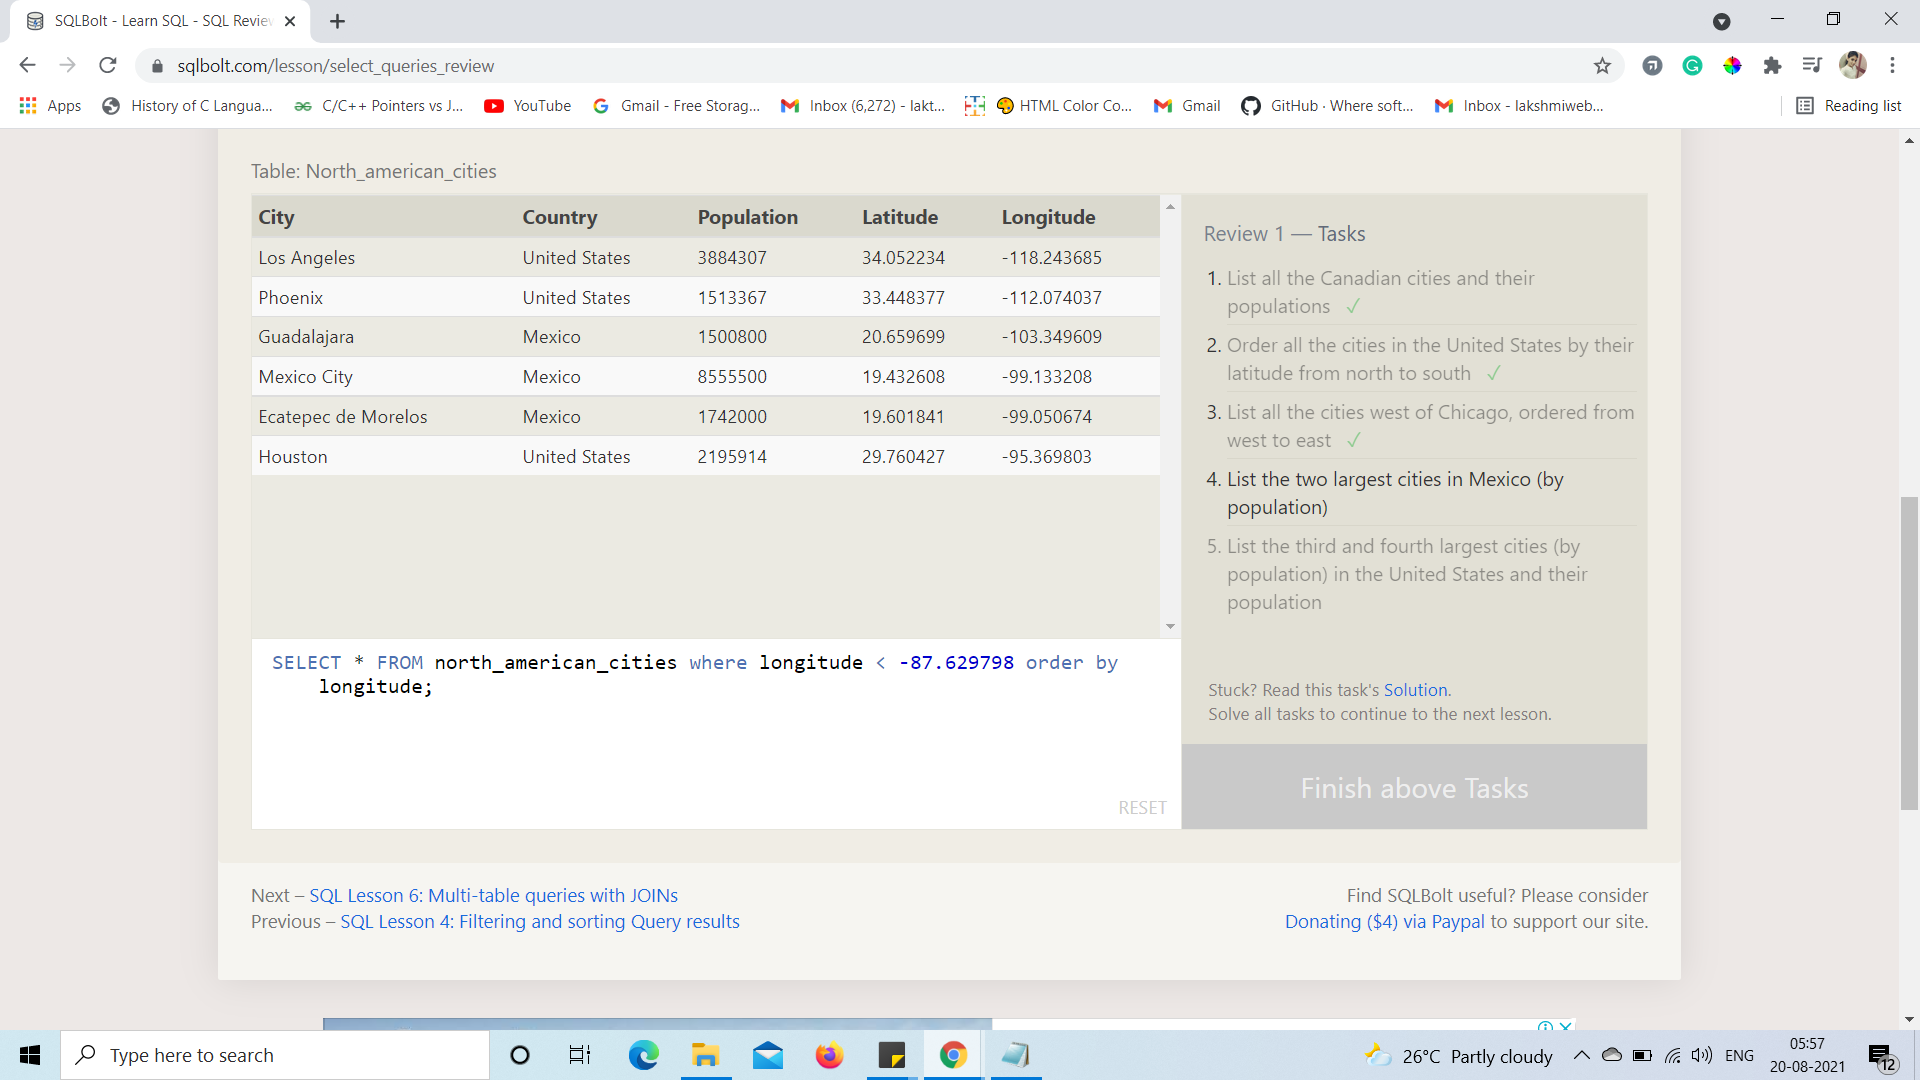 SQLBolt - Learn SQL - SQL Review
sqlbolt.com/lesson/select_queries_review
Apps History of C Langua... C/C++ Pointers vs J... YouTube Gmail - Free Storag... Inbox (6,272) - lakt... HTML Color Co... Gmail GitHub · Where soft... Inbox - lakshmiweb... Reading list
Table: North_american_cities
City Country Population Latitude Longitude
Los Angeles United States 3884307 34.052234 -118.243685
Phoenix United States 1513367 33.448377 -112.074037
Guadalajara Mexico 1500800 20.659699 -103.349609
Mexico City Mexico 8555500 19.432608 -99.133208
Ecatepec de Morelos Mexico 1742000 19.601841 -99.050674
Houston United States 2195914 29.760427 -95.369803
SELECT * FROM north_american_cities where longitude < -87.629798 order by
longitude;
RESET
Review 1 — Tasks
1. List all the Canadian cities and their
populations ✓
2. Order all the cities in the United States by their
latitude from north to south ✓
3. List all the cities west of Chicago, ordered from
west to east ✓
4. List the two largest cities in Mexico (by
population)
5. List the third and fourth largest cities (by
population) in the United States and their
population
Stuck? Read this task's Solution.
Solve all tasks to continue to the next lesson.
Finish above Tasks
Next – SQL Lesson 6: Multi-table queries with JOINs
Previous – SQL Lesson 4: Filtering and sorting Query results
Find SQLBolt useful? Please consider
Donating ($4) via Paypal to support our site.
Type here to search
26°C Partly cloudy
ENG
05:57
20-08-2021
12